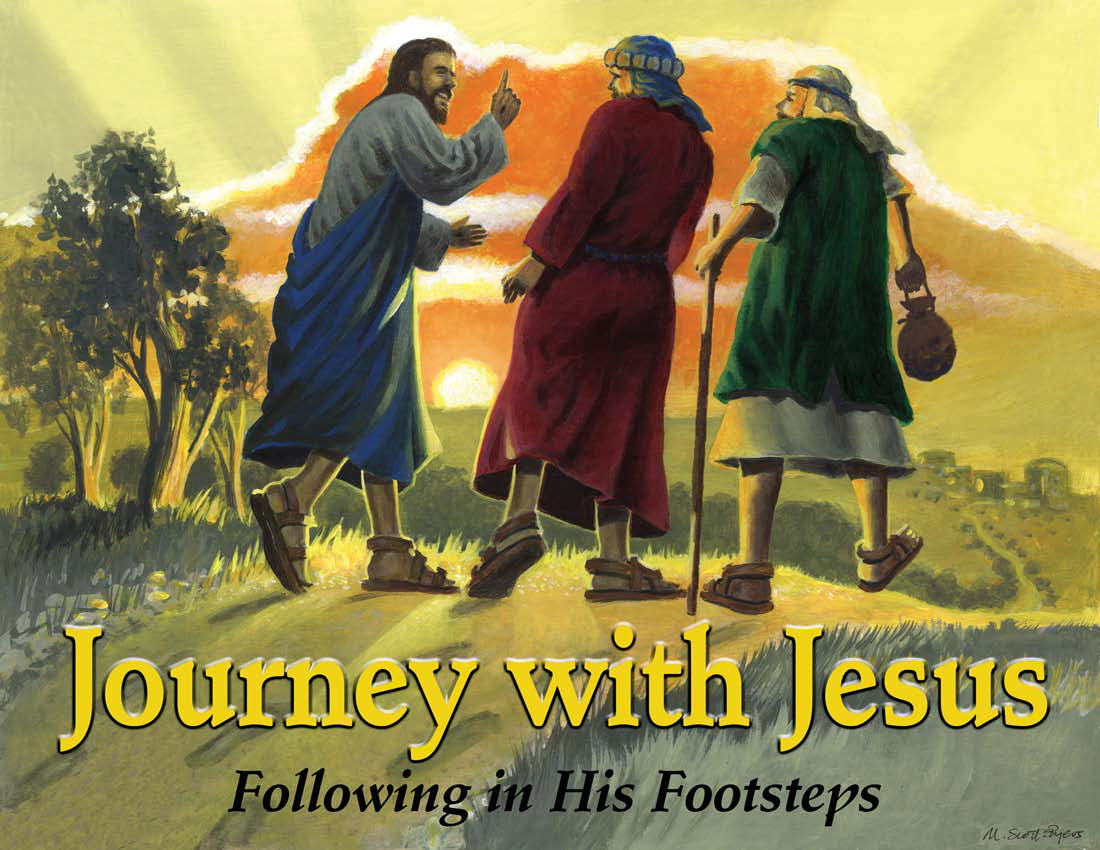 Journey with Jesus
Following in His Footsteps
M. Scott Byers